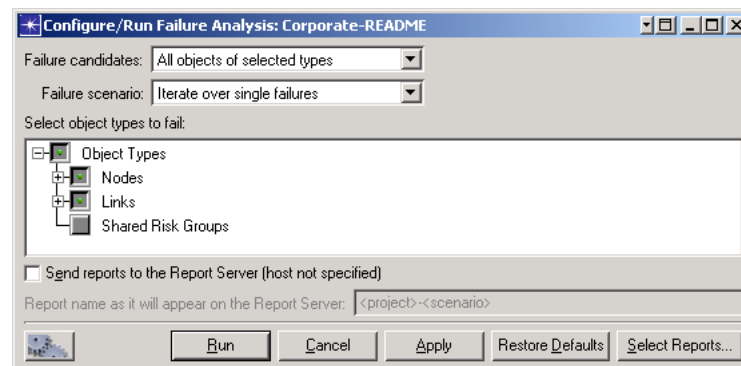 Configure/Run Failure Analysis: Corporate-README
Failure candidates: All objects of selected types
Failure scenario: Iterate over single failures
Select object types to fail:
Object Types
Nodes
Links
Shared Risk Groups
Send reports to the Report Server (host not specified)
Report name as it will appear on the Report Server: <project>-<scenario>
Run Cancel Apply Restore Defaults Select Reports...